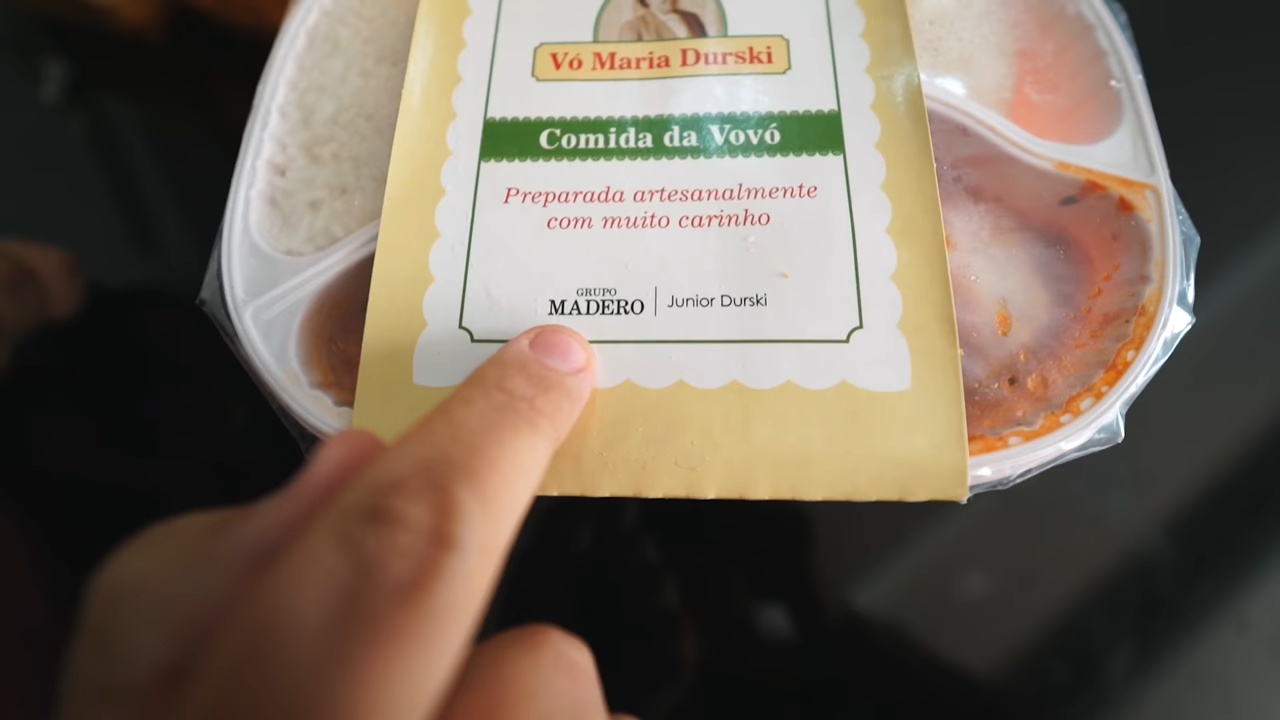 Vó Maria Durski
Comida da Vovó
Preparada artesanalmente
com muito carinho
GRUPO
MADERO | Junior Durski